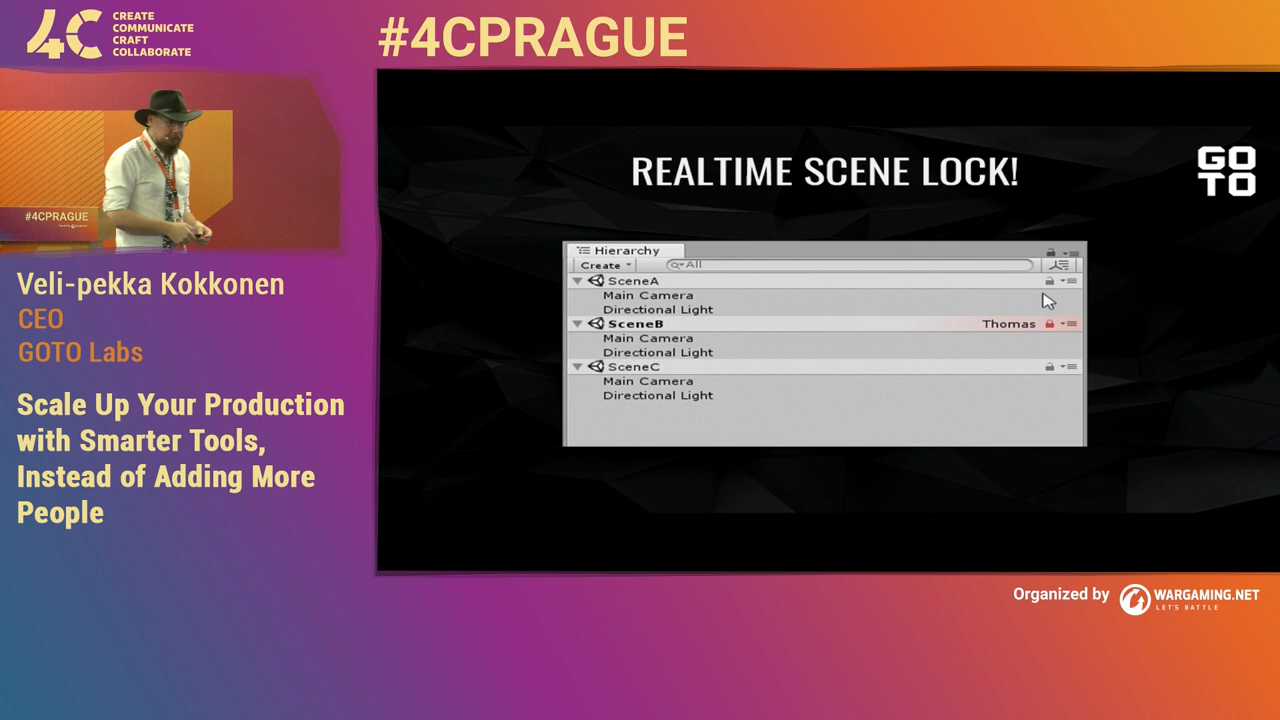 4C CREATE
COMMUNICATE
CRAFT
COLLABORATE
#4CPRAGUE
#4CPRAGUE
Veli-pekka Kokkonen
CEO
GOTO Labs
Scale Up Your Production
with Smarter Tools,
Instead of Adding More
People
REALTIME SCENE LOCK!
GO
TO
Hierarchy
Create All
SceneA
Main Camera
Directional Light
SceneB Thomas
Main Camera
Directional Light
SceneC
Main Camera
Directional Light
Organized by WARGAMING.NET
LET'S BATTLE